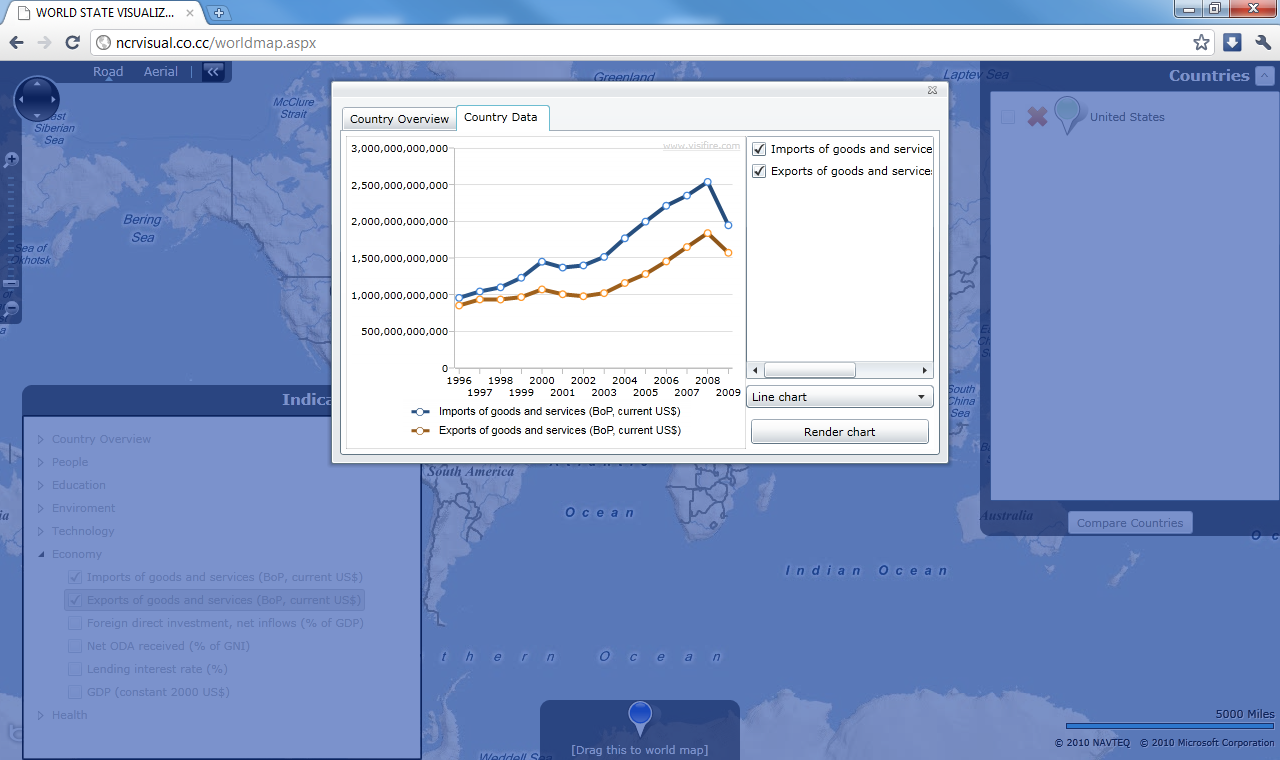 WORLD STATE VISUALIZ...
ncrvisual.co.cc/worldmap.aspx
Road Aerial |
Greenland
Laptev Sea
Countries
McClure
Strait
East
Siberian
Sea
United States
Bering
Sea
Sea of
Okhotsk
Country Overview
Country Data
www.visifire.com
3,000,000,000,000
2,500,000,000,000
2,000,000,000,000
1,500,000,000,000
1,000,000,000,000
500,000,000,000
0
1996 1998 2000 2002 2004 2006 2008
1997 1999 2001 2003 2005 2007 2009
Imports of goods and services (BoP, current US$)
Exports of goods and services (BoP, current US$)
Imports of goods and service
Exports of goods and services
Line chart
Render chart
South
China
Sea
Indica
Country Overview
People
Education
Enviroment
Technology
Economy
Imports of goods and services (BoP, current US$)
Exports of goods and services (BoP, current US$)
Foreign direct investment, net inflows (% of GDP)
Net ODA received (% of GNI)
Lending interest rate (%)
GDP (constant 2000 US$)
Health
South America
Atlantic
Ocean
Australia
Compare Countries
Indian Ocean
thern Ocean
Weddell Sea
[Drag this to world map]
5000 Miles
© 2010 NAVTEQ © 2010 Microsoft Corporation